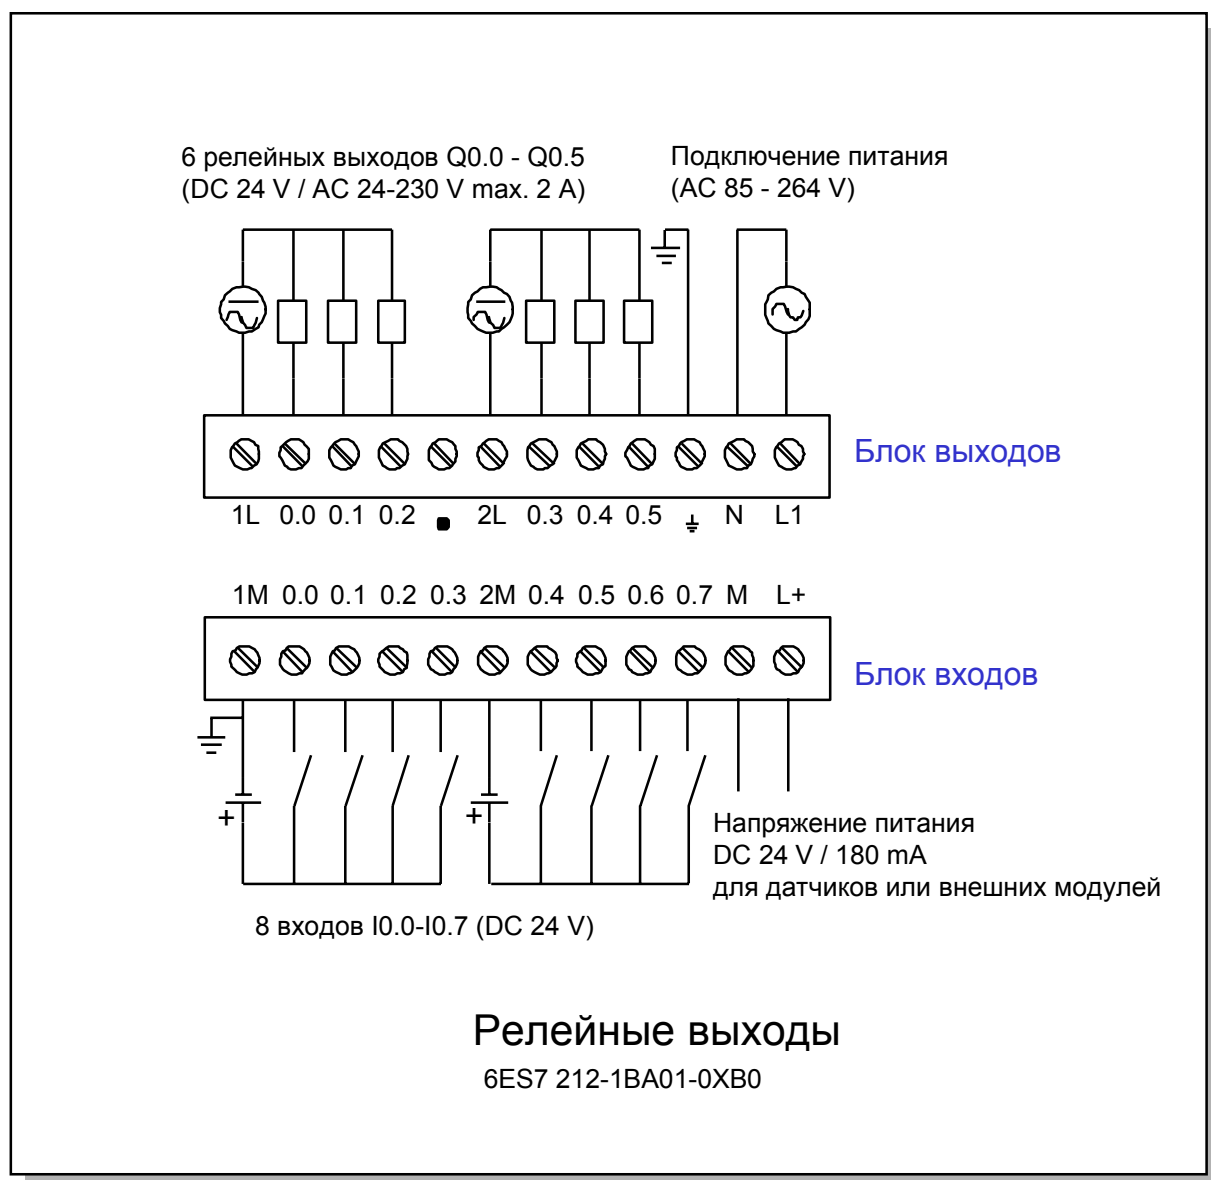 6 релейных выходов Q0.0 - Q0.5
(DC 24 V / AC 24-230 V max. 2 A)
Подключение питания
(AC 85 - 264 V)
Блок выходов
1L 0.0 0.1 0.2 2L 0.3 0.4 0.5 N L1
1M 0.0 0.1 0.2 0.3 2M 0.4 0.5 0.6 0.7 M L+
Блок входов
+ +
Напряжение питания
DC 24 V / 180 mA
для датчиков или внешних модулей
8 входов I0.0-I0.7 (DC 24 V)
Релейные выходы
6ES7 212-1BA01-0XB0